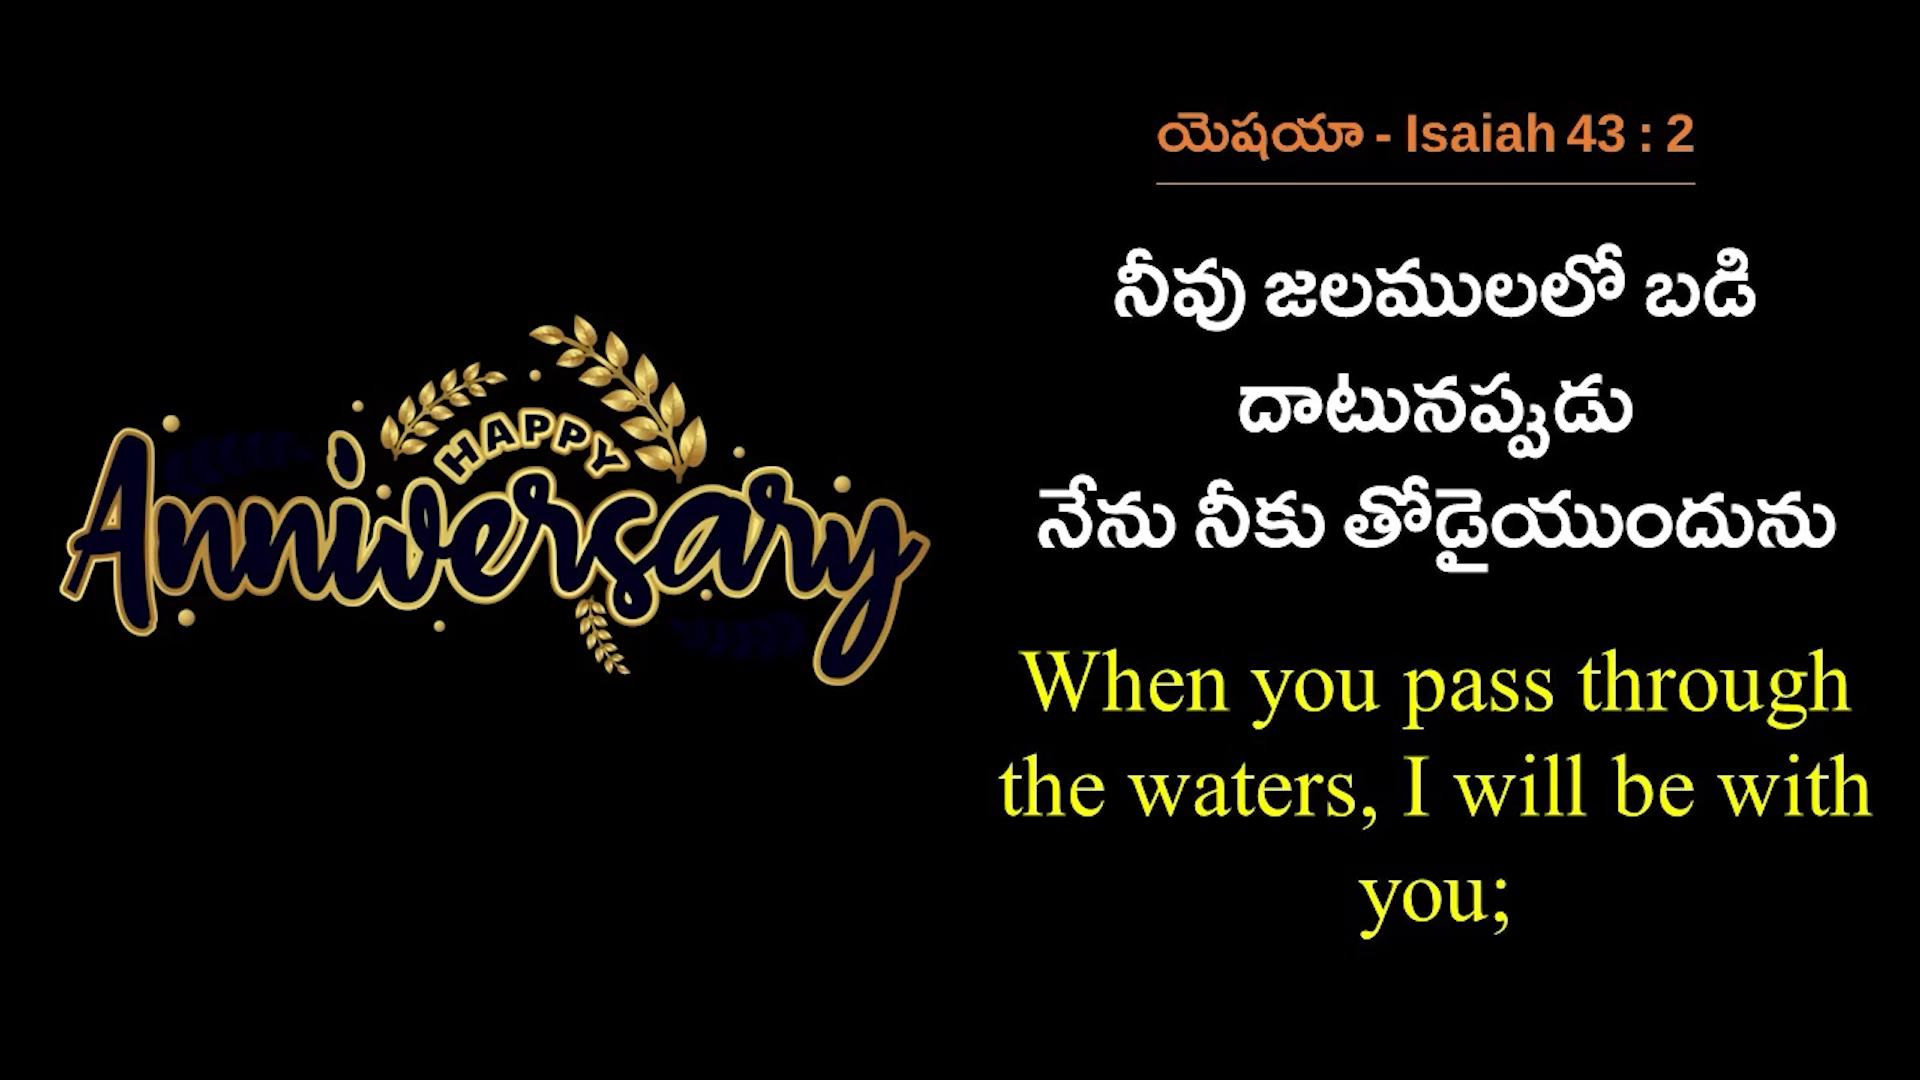 HAPPY
Anniversary
యెషయా - Isaiah 43 : 2
నీవు జలములలో బడి
దాటునప్పుడు
నేను నీకు తోడైయుందును
When you pass through
the waters, I will be with
you;